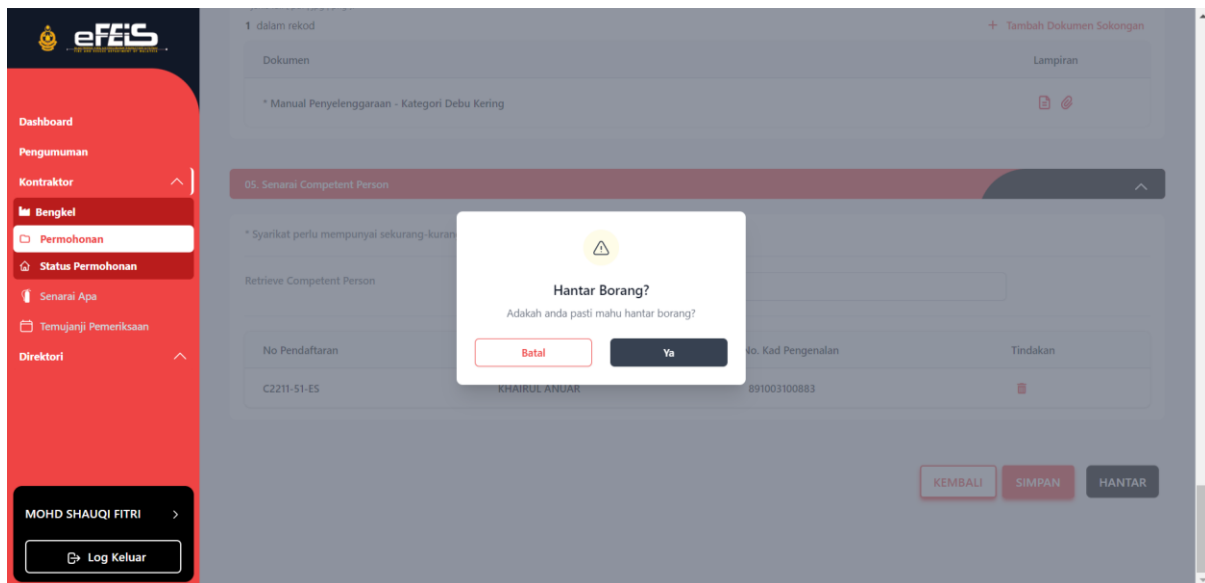 eFEiS
Dashboard
Pengumuman
Kontraktor
Bengkel
Permohonan
Status Permohonan
Senarai Apa
Temujanji Pemeriksaan
Direktori
MOHD SHAUQI FITRI
Log Keluar
1 dalam rekod
+ Tambah Dokumen Sokongan
Dokumen Lampiran
* Manual Penyelenggaraan - Kategori Debu Kering
05. Senarai Competent Person
* Syarikat perlu mempunyai
Retrieve Competent Person
Hantar Borang?
Adakah anda pasti mahu hantar borang?
Batal Ya
No Pendaftaran No. Kad Pengenalan Tindakan
C2211-51-ES KHAIRUL ANUAR 891003100883
KEMBALI SIMPAN HANTAR